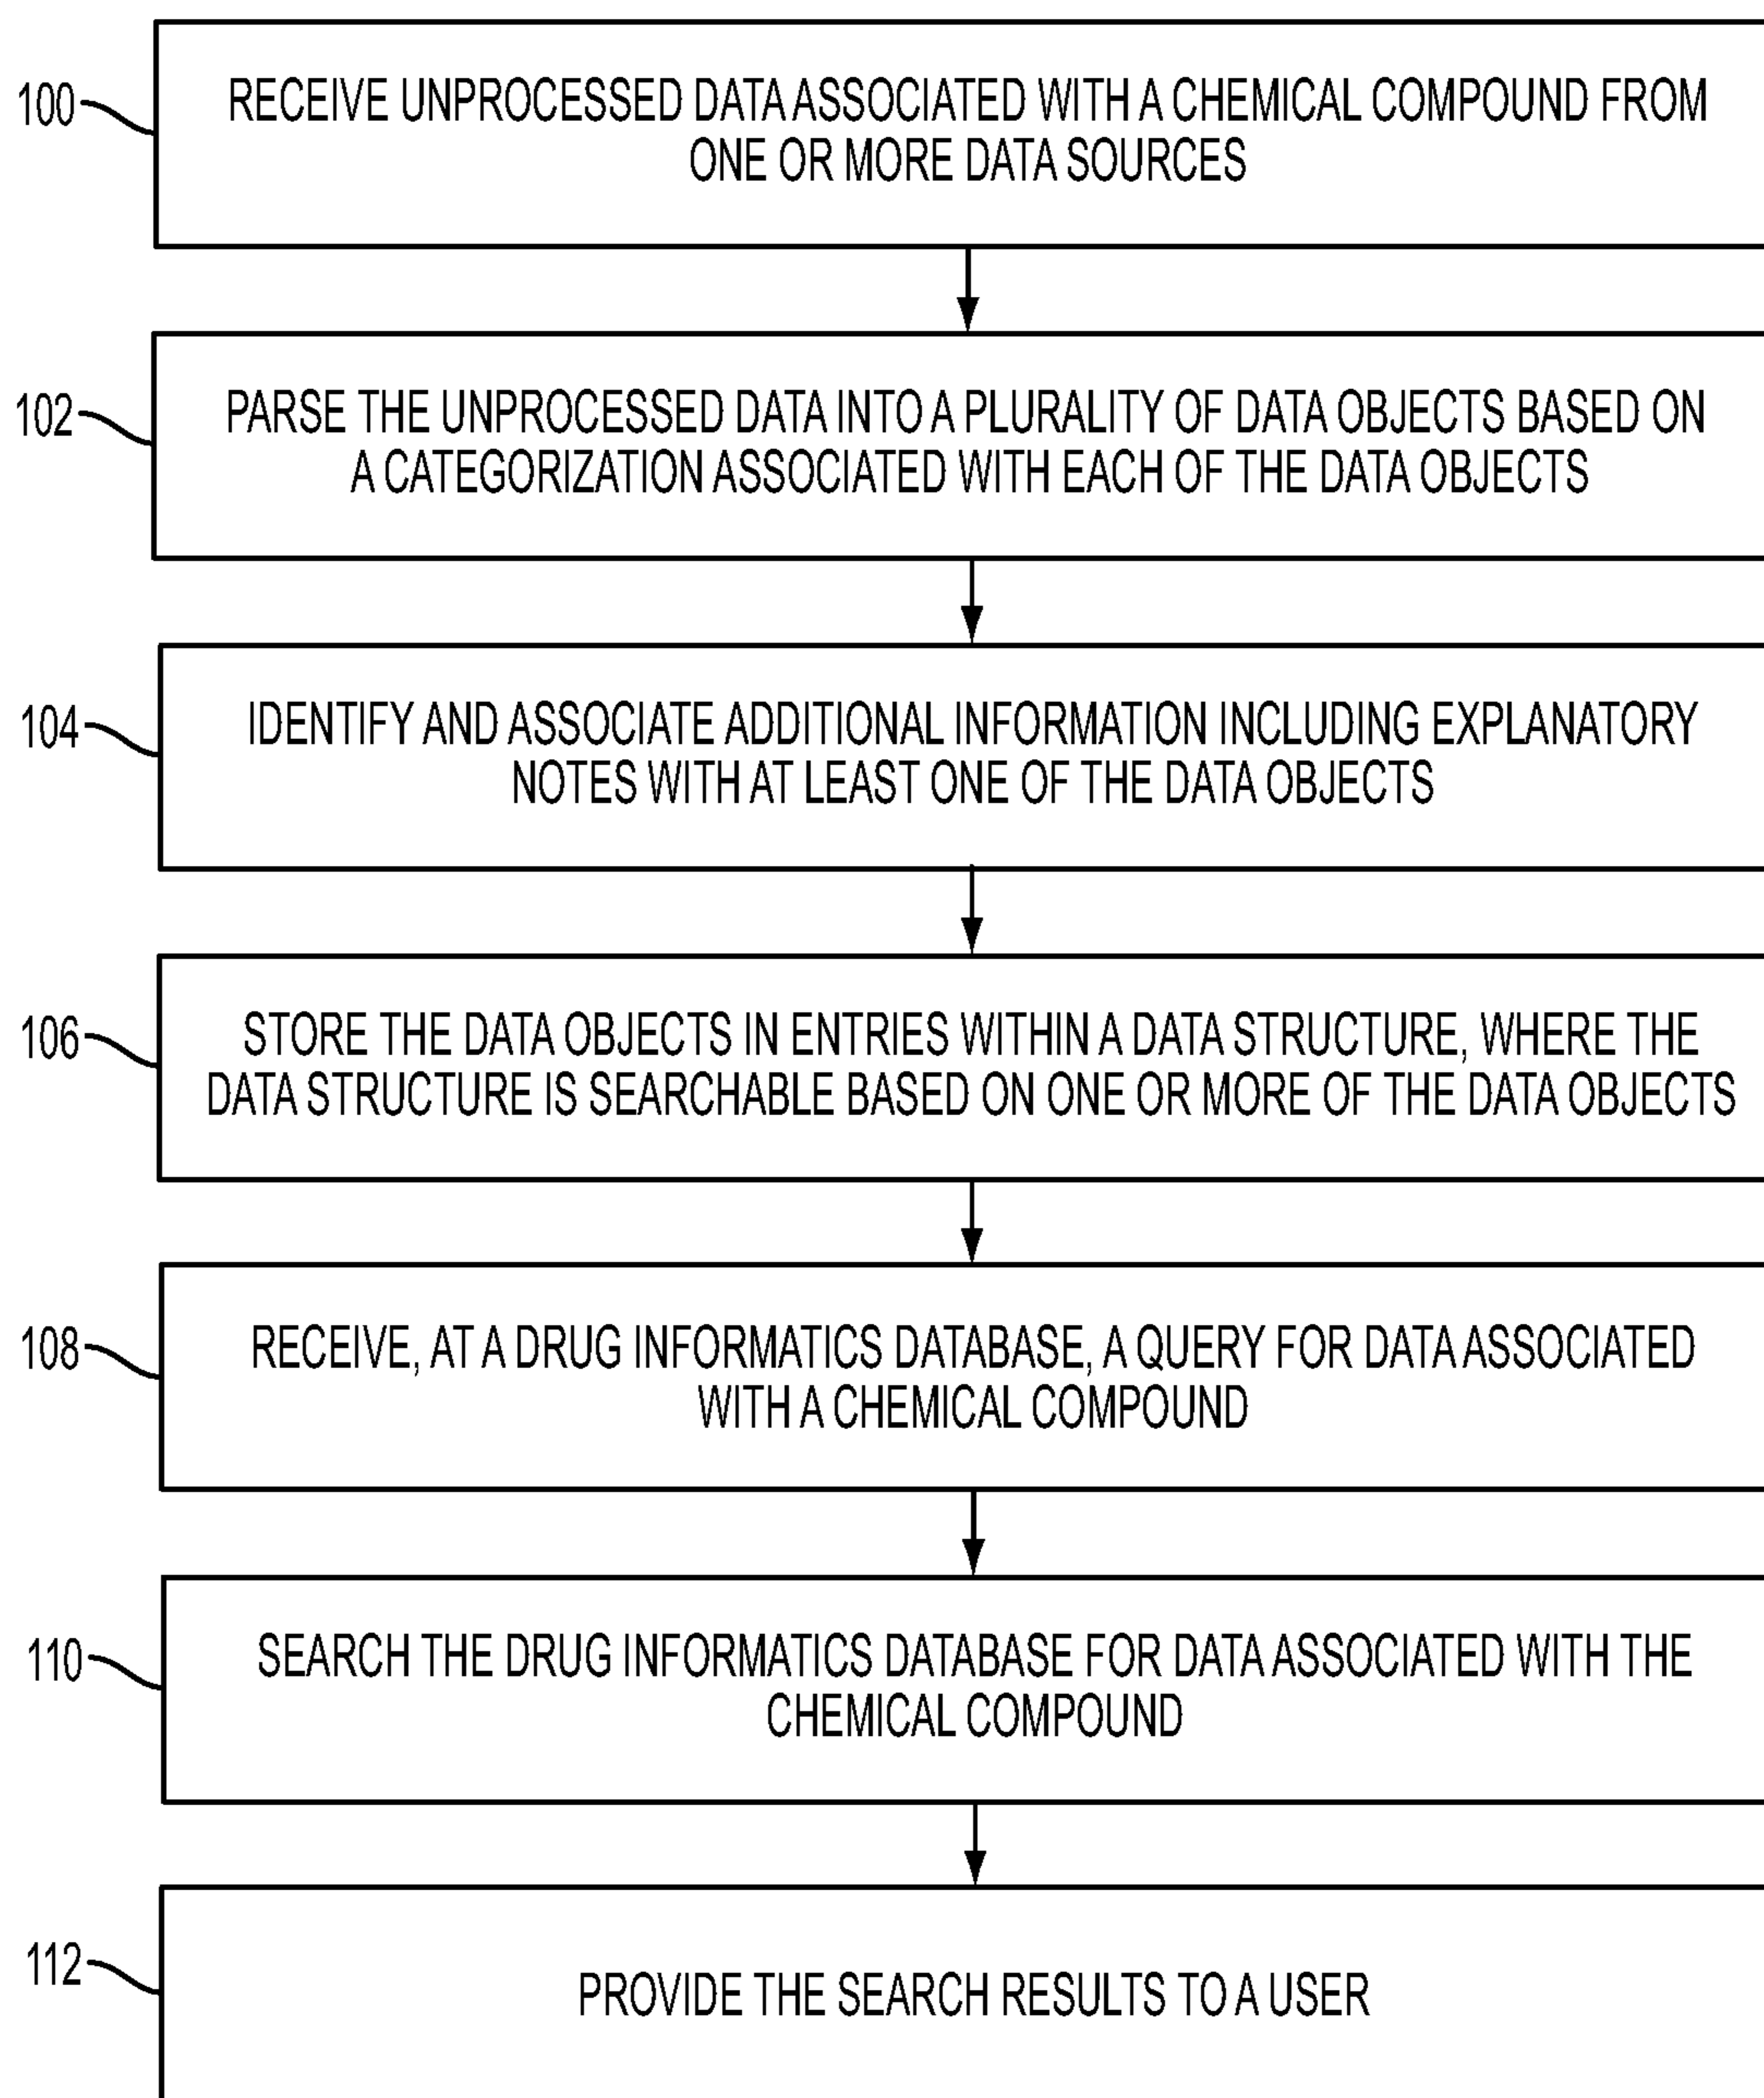 100
RECEIVE UNPROCESSED DATA ASSOCIATED WITH A CHEMICAL COMPOUND FROM
ONE OR MORE DATA SOURCES
102
PARSE THE UNPROCESSED DATA INTO A PLURALITY OF DATA OBJECTS BASED ON
A CATEGORIZATION ASSOCIATED WITH EACH OF THE DATA OBJECTS
104
IDENTIFY AND ASSOCIATE ADDITIONAL INFORMATION INCLUDING EXPLANATORY
NOTES WITH AT LEAST ONE OF THE DATA OBJECTS
106
STORE THE DATA OBJECTS IN ENTRIES WITHIN A DATA STRUCTURE, WHERE THE
DATA STRUCTURE IS SEARCHABLE BASED ON ONE OR MORE OF THE DATA OBJECTS
108
RECEIVE, AT A DRUG INFORMATICS DATABASE, A QUERY FOR DATA ASSOCIATED
WITH A CHEMICAL COMPOUND
110
SEARCH THE DRUG INFORMATICS DATABASE FOR DATA ASSOCIATED WITH THE
CHEMICAL COMPOUND
112
PROVIDE THE SEARCH RESULTS TO A USER